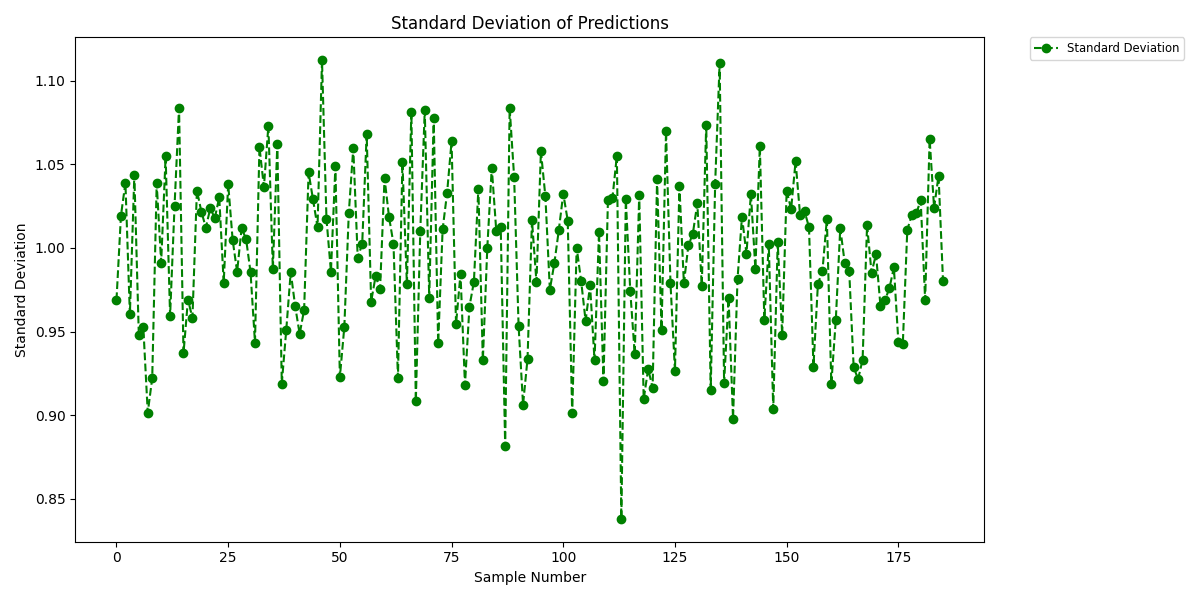 Standard Deviation of Predictions
Standard Deviation
1.10
1.05
1.00
0.95
0.90
0.85
Standard Deviation
0 25 50 75 100 125 150 175
Sample Number